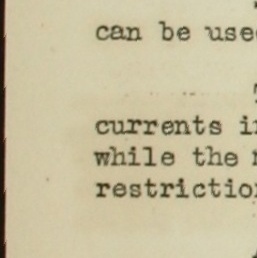 can be use
currents i
while the
restrictio